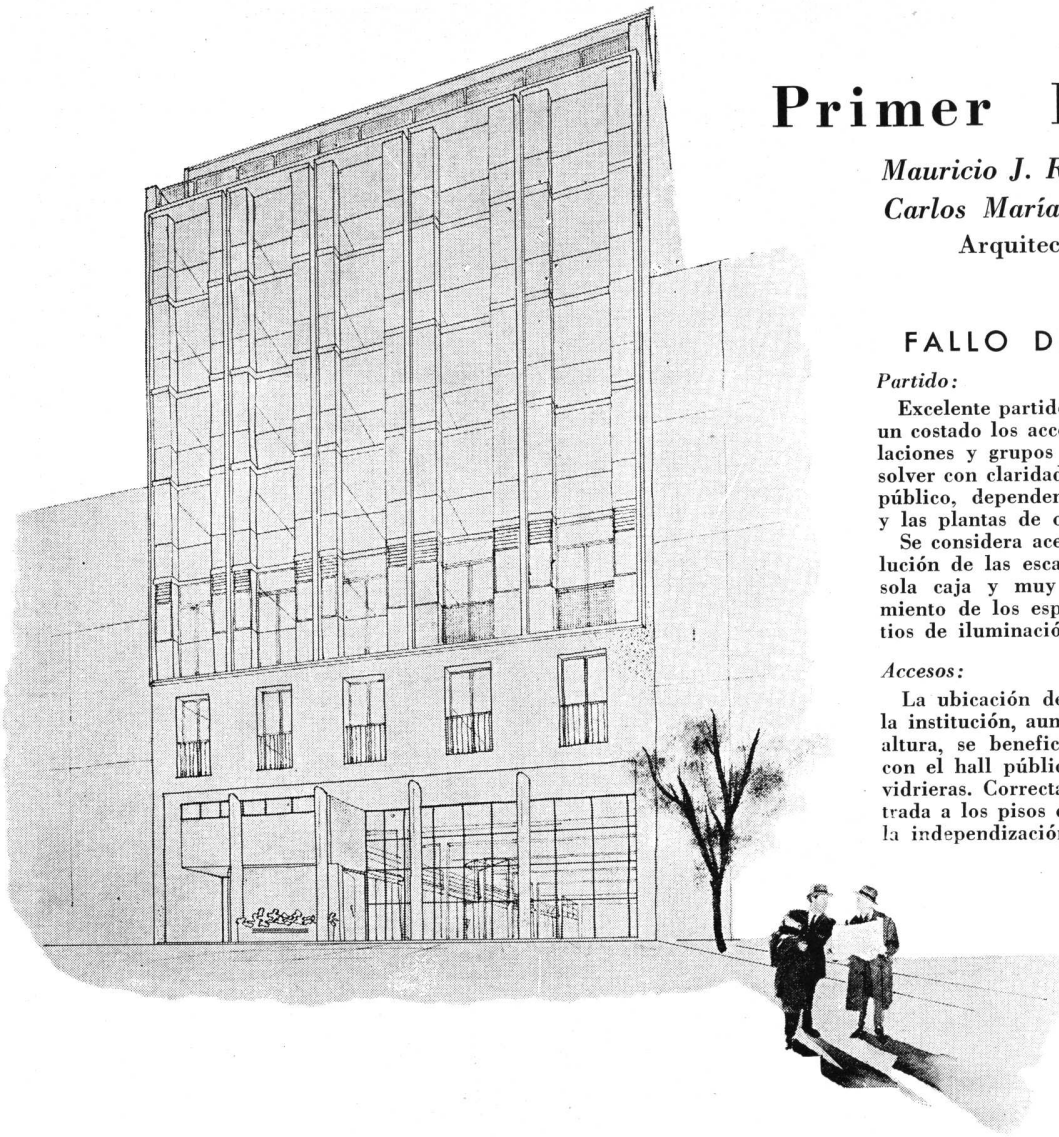 Primer
Mauricio J. R
Carlos María
Arquitec
FALLO D
Partido:
Excelente partid
un costado los acc
laciones y grupos
solver con claridad
público, depender
y las plantas de
Se considera ace
lución de las esca
sola caja y muy
miento de los esp
tios de iluminació
Accesos:
La ubicación de
la institución, aun
altura, se benefic
con el hall públic
vidrieras. Correcta
trada a los pisos
la independización